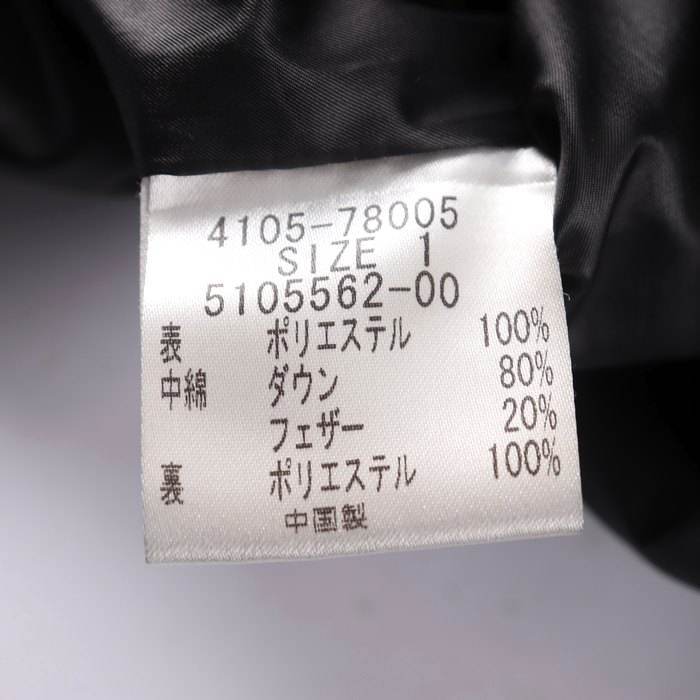 4105-78005
SIZE 1
5105562-00
表 ポリエステル 100%
中綿 ダウン 80%
フェザー 20%
裏 ポリエステル 100%
中国製